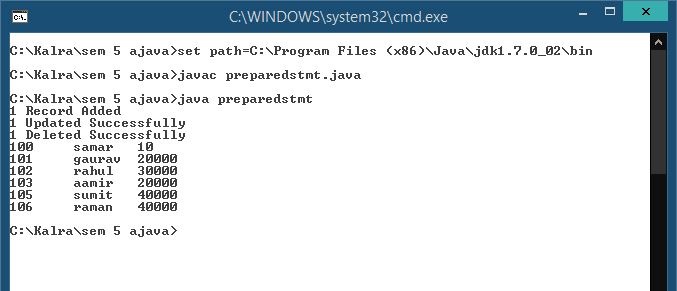 C:\WINDOWS\system32\cmd.exe
C:\Kalra\sem 5 ajava>set path=C:\Program Files (x86)\Java\jdk1.7.0_02\bin
C:\Kalra\sem 5 ajava>javac preparedstmt.java
C:\Kalra\sem 5 ajava>java preparedstmt
1 Record Added
1 Updated Successfully
1 Deleted Successfully
100 samar 10
101 gaurav 20000
102 rahul 30000
103 aamir 20000
105 sumit 40000
106 raman 40000
C:\Kalra\sem 5 ajava>